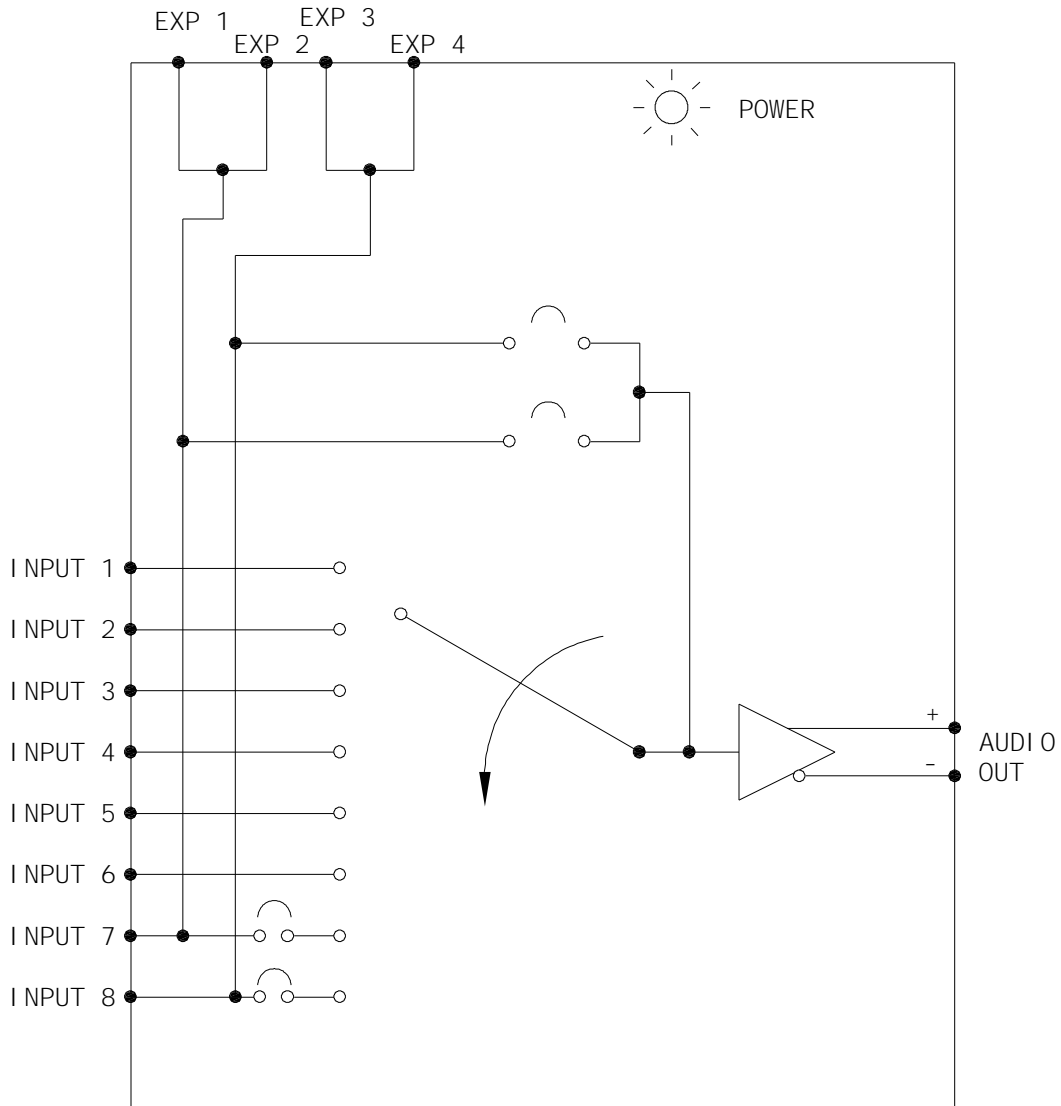 EXP 1
EXP 2
EXP 3
EXP 4
POWER
INPUT 1
INPUT 2
INPUT 3
INPUT 4
INPUT 5
INPUT 6
INPUT 7
INPUT 8
+
AUDIO
OUT
-